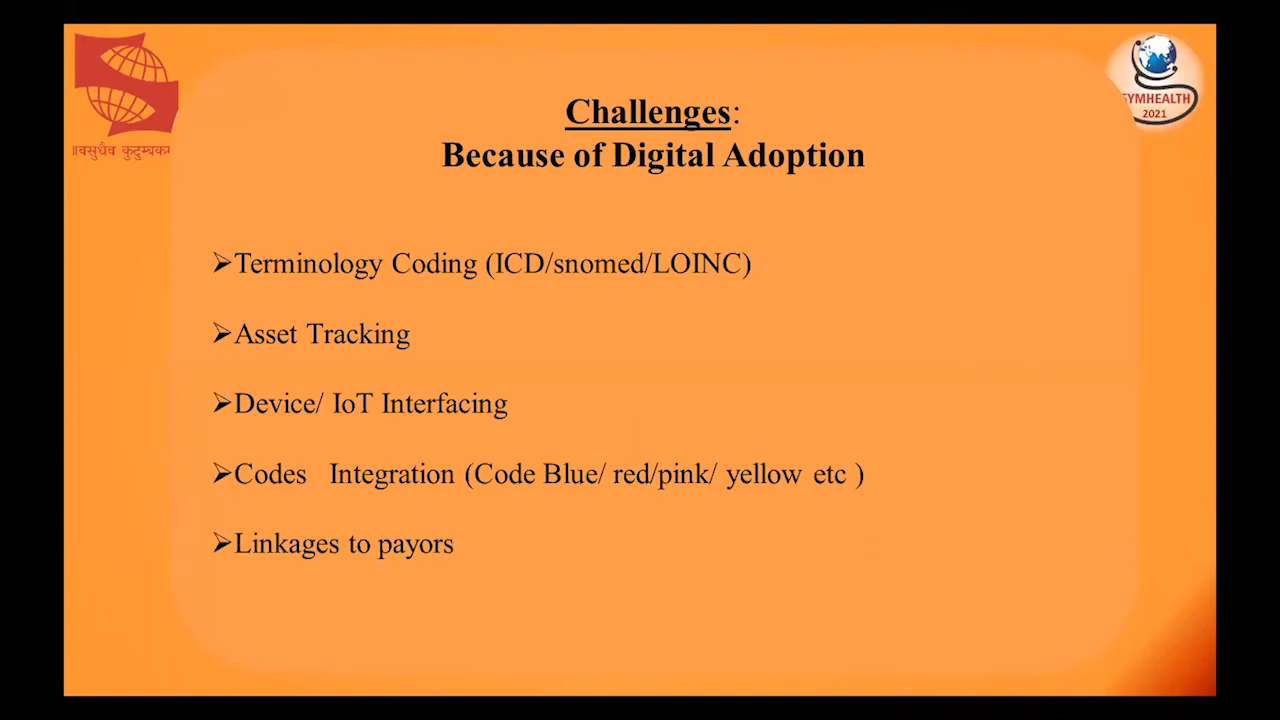 Challenges:
Because of Digital Adoption
॥वसुधैव कुटुम्बकम
SYMHEALTH
2021
➢Terminology Coding (ICD/snomed/LOINC)
➢Asset Tracking
➢Device/ IoT Interfacing
➢Codes Integration (Code Blue/ red/pink/ yellow etc )
➢Linkages to payors